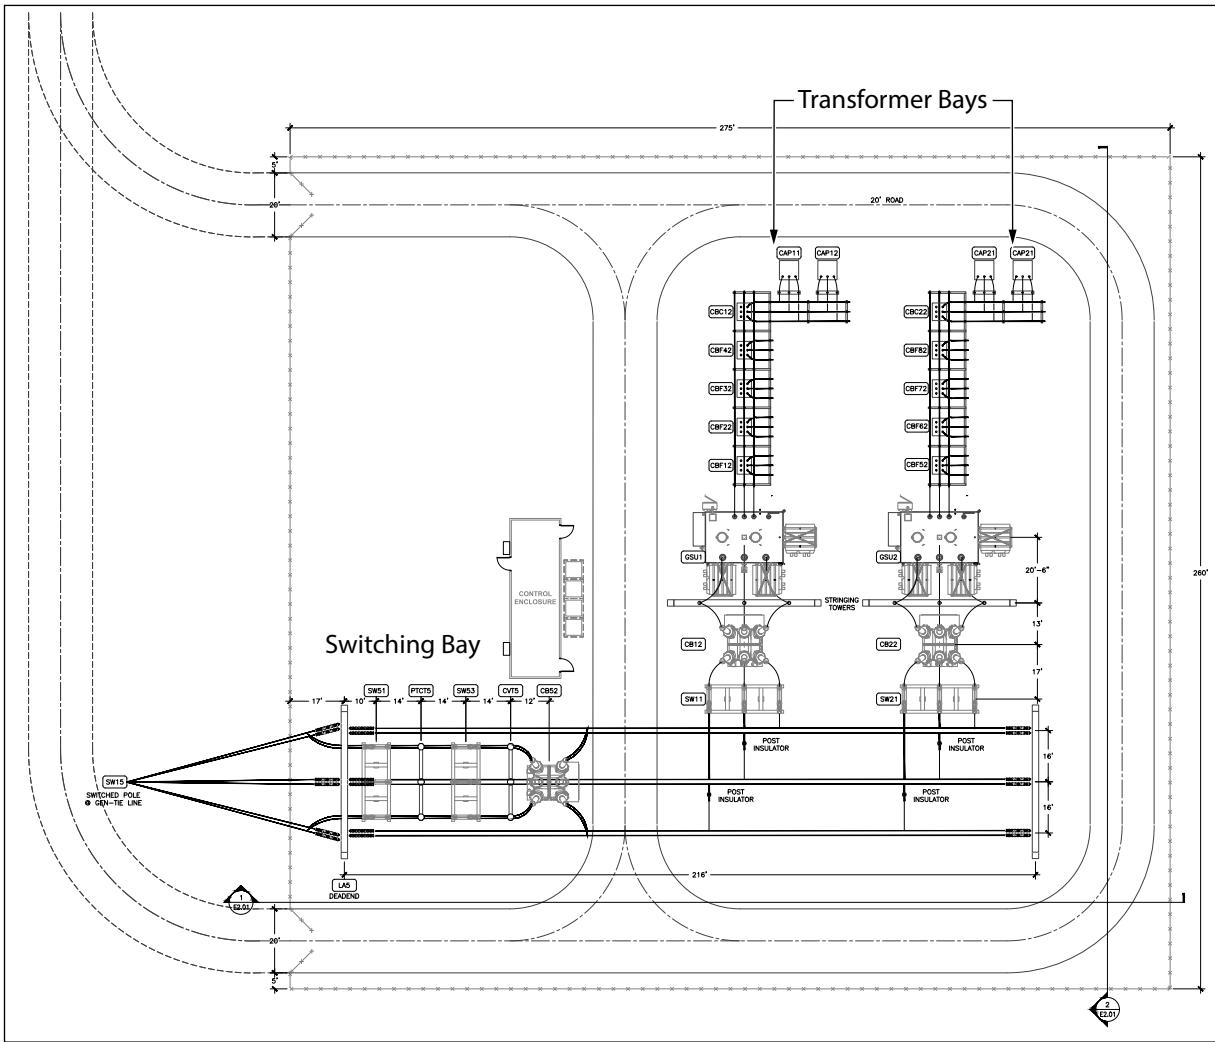 Transformer Bays
275'
5'
20'
20' ROAD
CAP11
CAP12
CAP21
CAP21
CBC12
CBC22
CBF42
CBF82
CBF32
CBF72
CBF22
CBF62
CBF12
CBF52
GSU1
GSU2
20'-6"
260'
CONTROL
ENCLOSURE
STRINGING
TOWERS
13'
Switching Bay
CB12
CB22
17'
SW51
PTCT5
SW53
CVT5
CB52
17'
10'
14'
14'
14'
12'
SW11
SW21
POST
INSULATOR
POST
INSULATOR
16'
SW15
SWITCHED POLE
@ GEN-TIE LINE
POST
INSULATOR
POST
INSULATOR
16'
216'
LA5
DEADEND
1
E2.01
20'
5'
2
E2.01